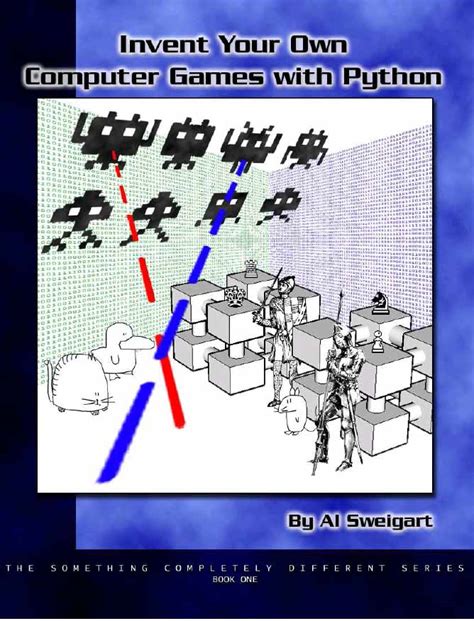 Invent Your Own
Computer Games with Python
By Al Sweigart
THE SOMETHING COMPLETELY DIFFERENT SERIES
BOOK ONE